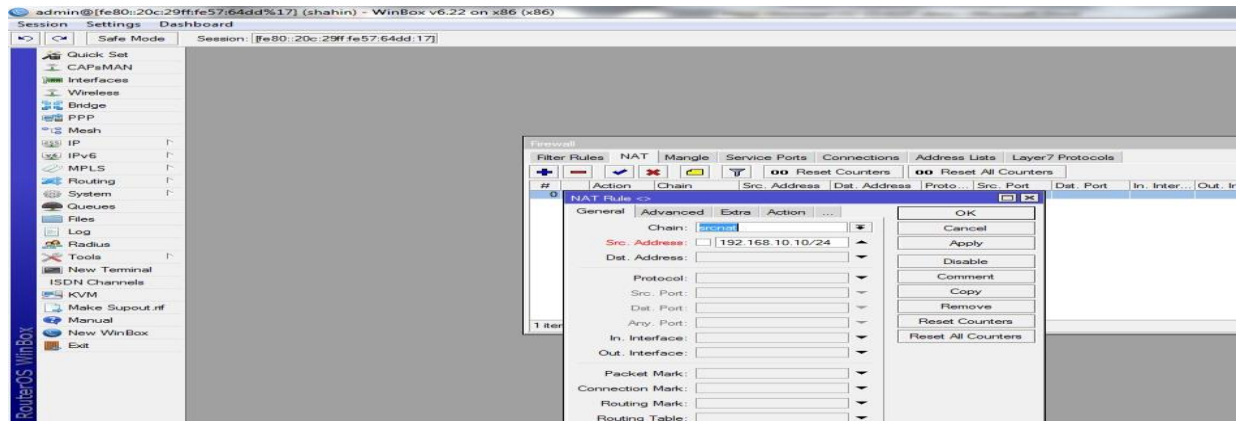 admin@[fe80::20c:29ff:fe57:64dd%17] (shahin) - WinBox v6.22 on x86 (x86)
Session Settings Dashboard
Safe Mode Session: [fe80::20c:29ff:fe57:64dd:17]
Quick Set
CAPsMAN
Interfaces
Wireless
Bridge
PPP
Mesh
IP
IPv6
MPLS
Routing
System
Queues
Files
Log
Radius
Tools
New Terminal
ISDN Channels
KVM
Make Supout.rif
Manual
New WinBox
Exit
RouterOS WinBox
Firewall
Filter Rules NAT Mangle Service Ports Connections Address Lists Layer7 Protocols
00 Reset Counters 00 Reset All Counters
# Action Chain Src. Address Dst. Address Proto... Src. Port Dst. Port In. Inter... Out. In
0
NAT Rule <>
General Advanced Extra Action ...
Chain: srcnat
Src. Address: 192.168.10.10/24
Dst. Address:
Protocol:
Src. Port:
Dst. Port:
Any. Port:
In. Interface:
Out. Interface:
Packet Mark:
Connection Mark:
Routing Mark:
Routing Table:
OK
Cancel
Apply
Disable
Comment
Copy
Remove
Reset Counters
Reset All Counters
1 iter